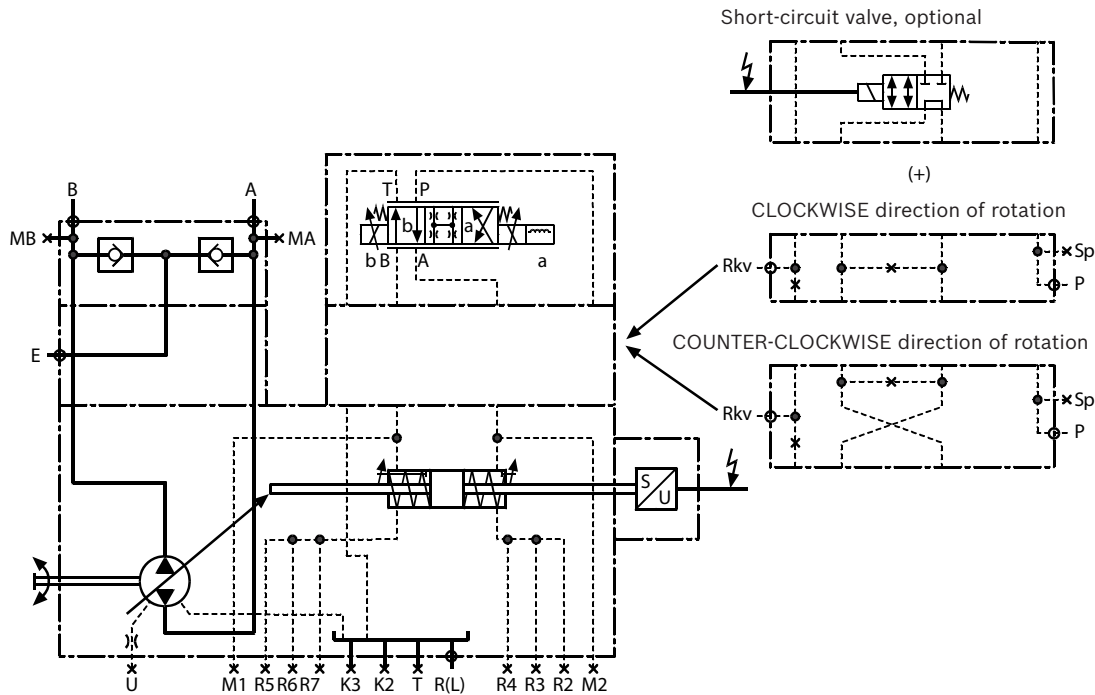 Short-circuit valve, optional
(+)
CLOCKWISE direction of rotation
Rkv
Sp
P
COUNTER-CLOCKWISE direction of rotation
Rkv
Sp
P
B
A
MB
MA
E
T P
b a
b B A a
S
U
U
M1 R5 R6 R7 K3 K2 T R(L) R4 R3 R2 M2